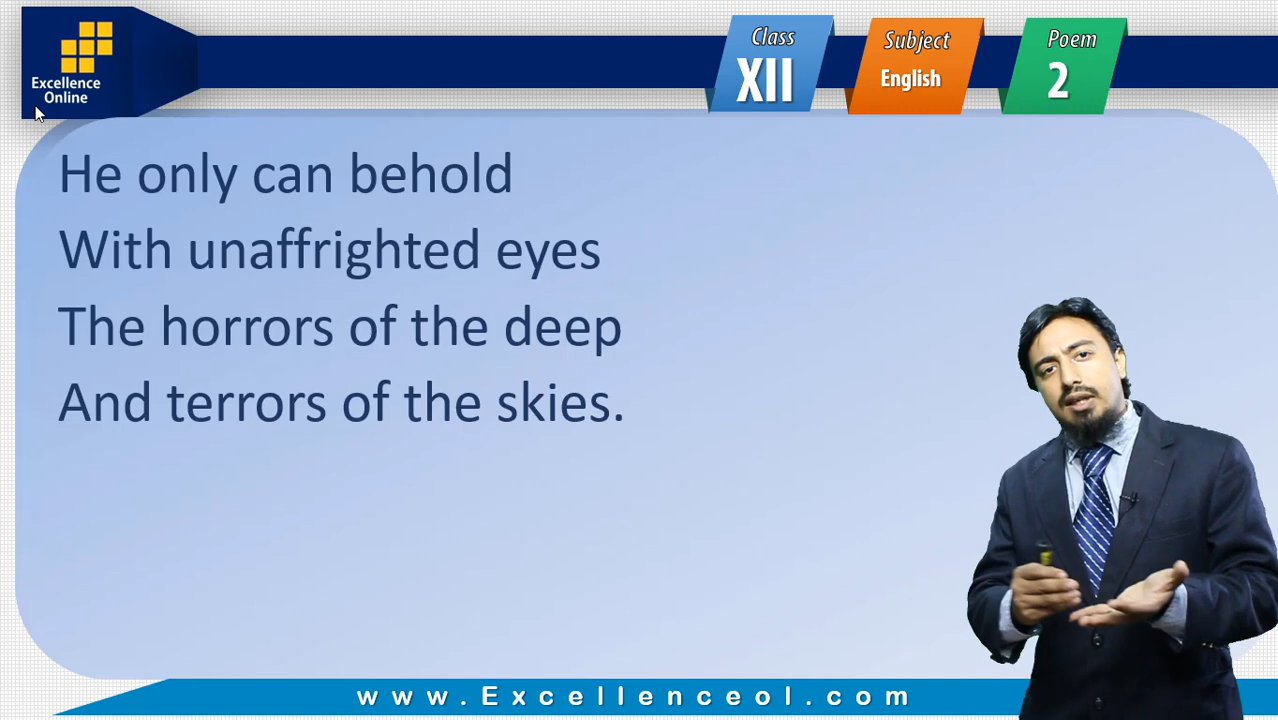 Excellence
Online
Class
XII
Subject
English
Poem
2
He only can behold
With unaffrighted eyes
The horrors of the deep
And terrors of the skies.
www.Excellenceol.com